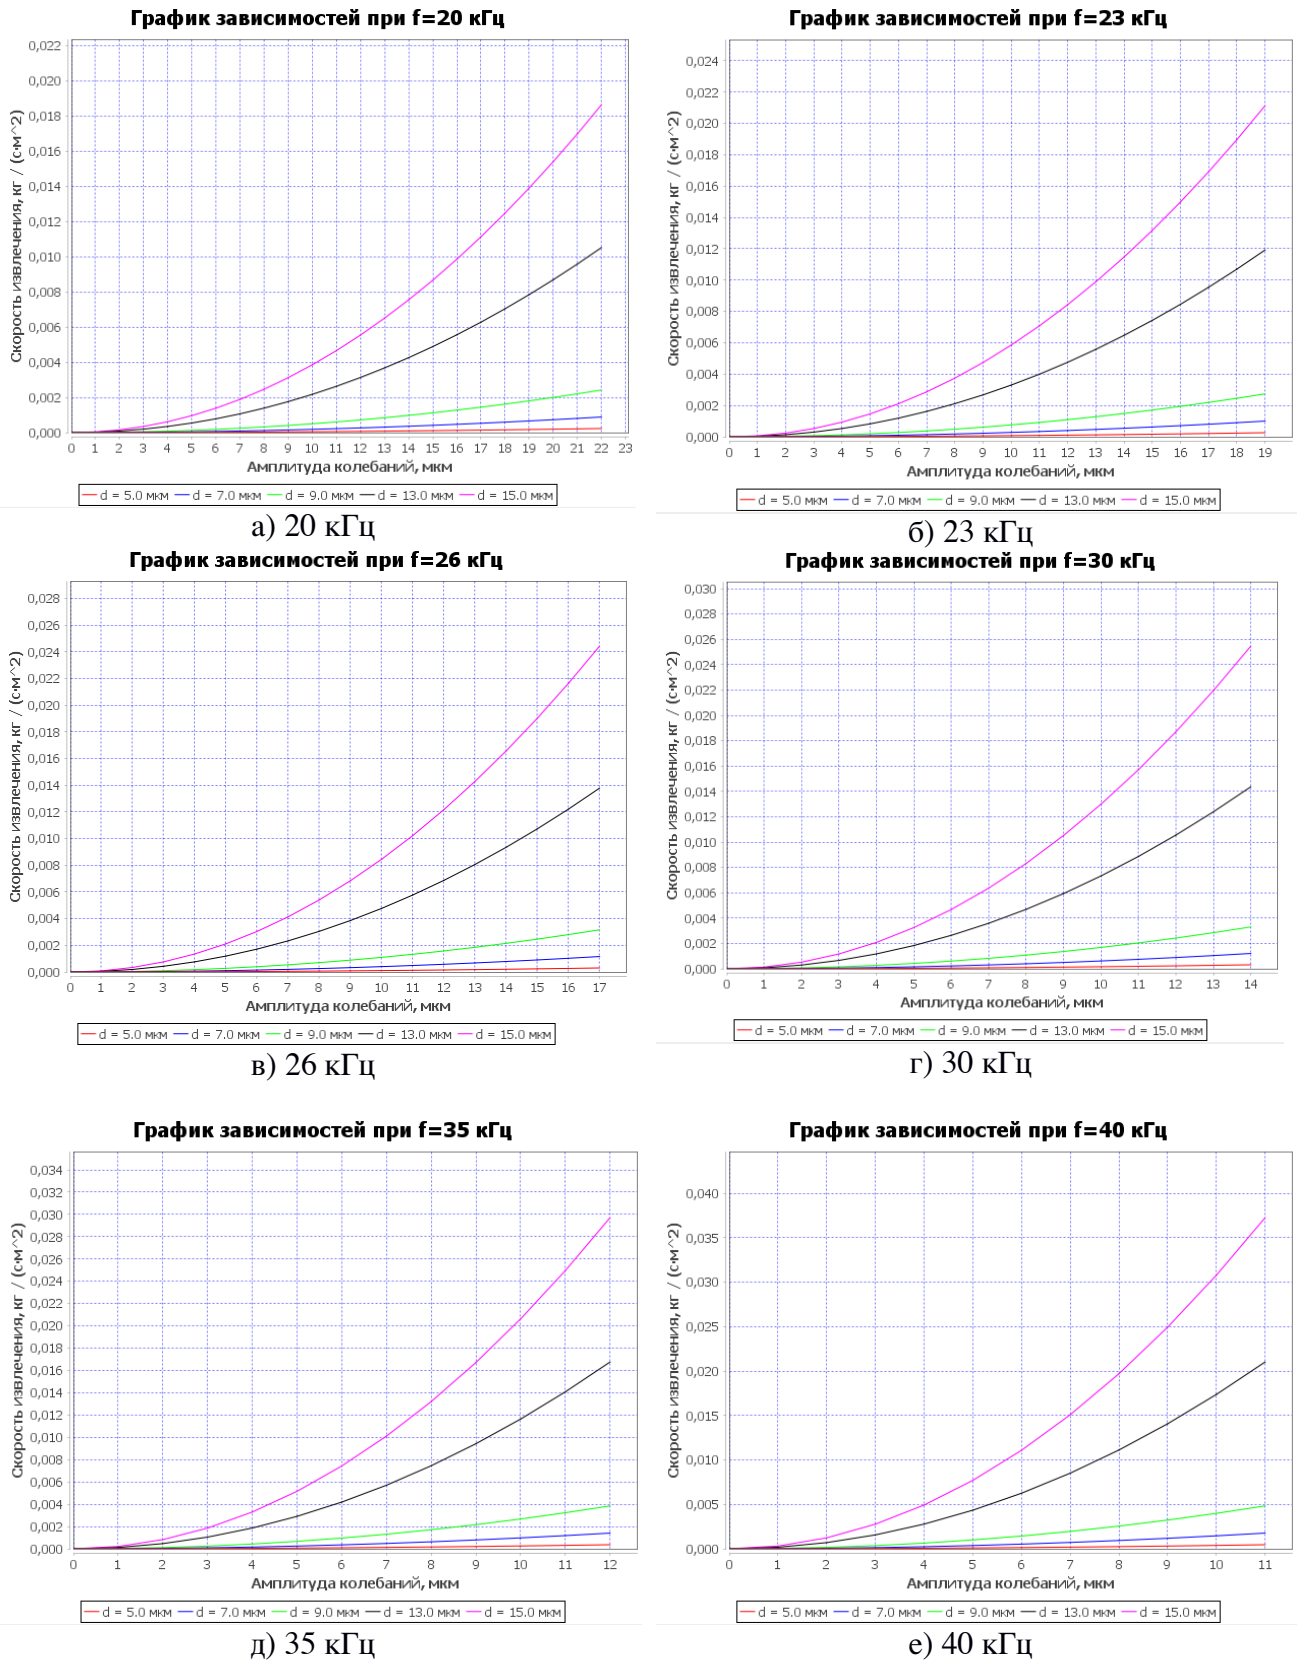 График зависимостей при f=20 кГц
Скорость извлечения, кг / (с·м^2)
0,022
0,020
0,018
0,016
0,014
0,012
0,010
0,008
0,006
0,004
0,002
0,000
0 1 2 3 4 5 6 7 8 9 10 11 12 13 14 15 16 17 18 19 20 21 22 23
Амплитуда колебаний, мкм
d = 5.0 мкм d = 7.0 мкм d = 9.0 мкм d = 13.0 мкм d = 15.0 мкм
а) 20 кГц
График зависимостей при f=23 кГц
Скорость извлечения, кг / (с·м^2)
0,024
0,022
0,020
0,018
0,016
0,014
0,012
0,010
0,008
0,006
0,004
0,002
0,000
0 1 2 3 4 5 6 7 8 9 10 11 12 13 14 15 16 17 18 19
Амплитуда колебаний, мкм
d = 5.0 мкм d = 7.0 мкм d = 9.0 мкм d = 13.0 мкм d = 15.0 мкм
б) 23 кГц
График зависимостей при f=26 кГц
Скорость извлечения, кг / (с·м^2)
0,028
0,026
0,024
0,022
0,020
0,018
0,016
0,014
0,012
0,010
0,008
0,006
0,004
0,002
0,000
0 1 2 3 4 5 6 7 8 9 10 11 12 13 14 15 16 17
Амплитуда колебаний, мкм
d = 5.0 мкм d = 7.0 мкм d = 9.0 мкм d = 13.0 мкм d = 15.0 мкм
в) 26 кГц
График зависимостей при f=30 кГц
Скорость извлечения, кг / (с·м^2)
0,030
0,028
0,026
0,024
0,022
0,020
0,018
0,016
0,014
0,012
0,010
0,008
0,006
0,004
0,002
0,000
0 1 2 3 4 5 6 7 8 9 10 11 12 13 14
Амплитуда колебаний, мкм
d = 5.0 мкм d = 7.0 мкм d = 9.0 мкм d = 13.0 мкм d = 15.0 мкм
г) 30 кГц
График зависимостей при f=35 кГц
Скорость извлечения, кг / (с·м^2)
0,034
0,032
0,030
0,028
0,026
0,024
0,022
0,020
0,018
0,016
0,014
0,012
0,010
0,008
0,006
0,004
0,002
0,000
0 1 2 3 4 5 6 7 8 9 10 11 12
Амплитуда колебаний, мкм
d = 5.0 мкм d = 7.0 мкм d = 9.0 мкм d = 13.0 мкм d = 15.0 мкм
д) 35 кГц
График зависимостей при f=40 кГц
Скорость извлечения, кг / (с·м^2)
0,040
0,035
0,030
0,025
0,020
0,015
0,010
0,005
0,000
0 1 2 3 4 5 6 7 8 9 10 11
Амплитуда колебаний, мкм
d = 5.0 мкм d = 7.0 мкм d = 9.0 мкм d = 13.0 мкм d = 15.0 мкм
е) 40 кГц